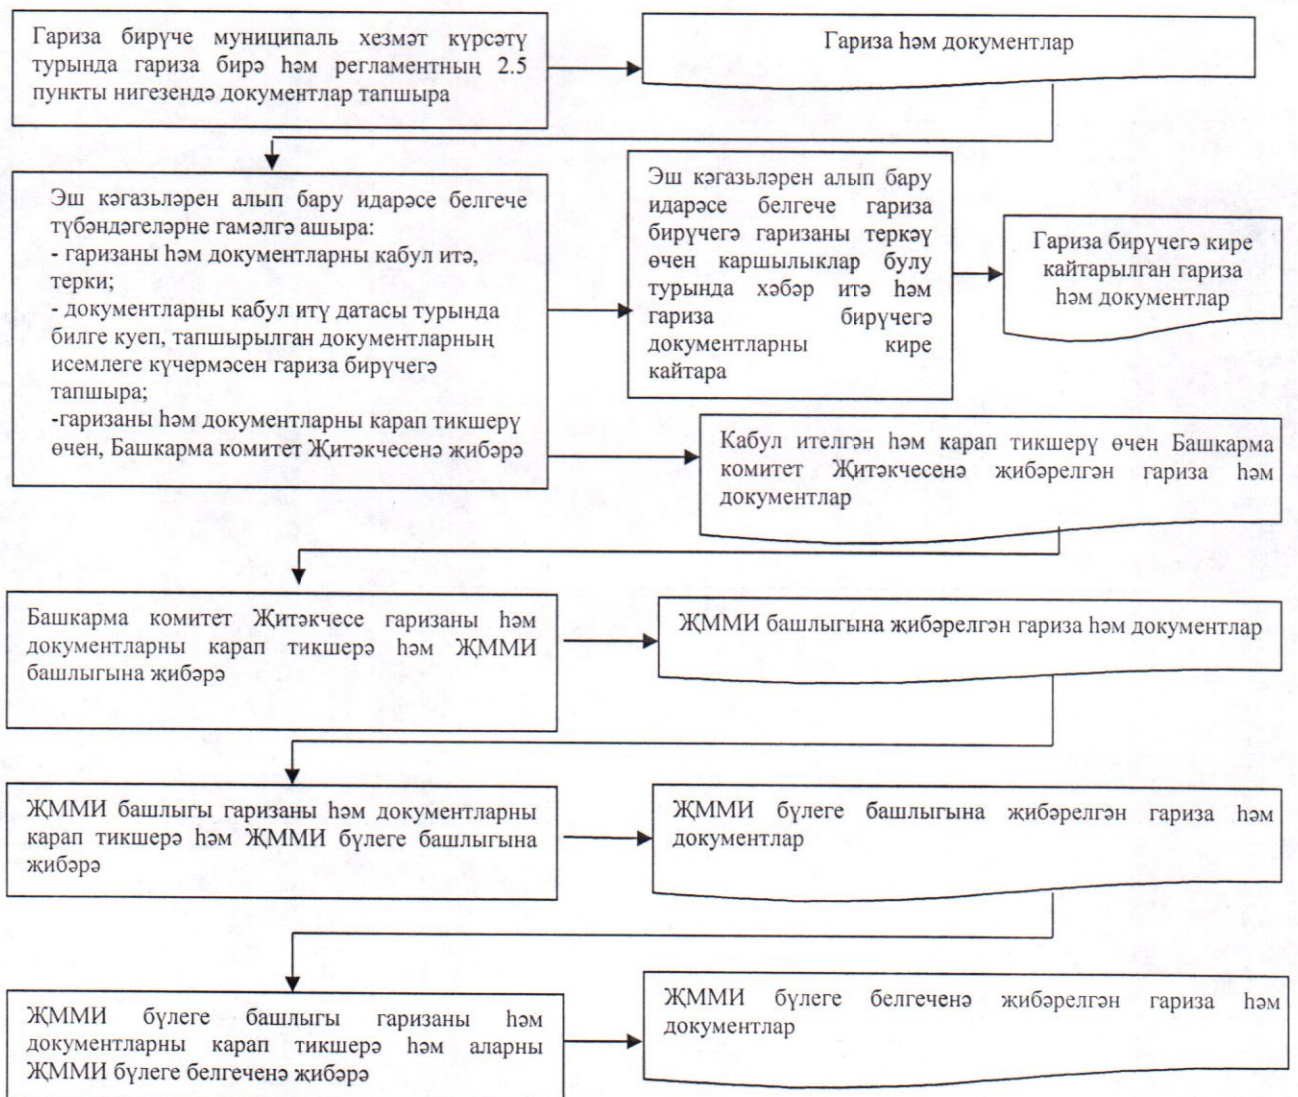 Гариза бирүче муниципаль хезмәт күрсәтү
турында гариза бирә һәм регламентның 2.5
пункты нигезендә документлар тапшыра
Гариза һәм документлар
Эш кәгазьләрен алып бару идарәсе белгече
түбәндәгеләрне гамәлгә ашыра:
- гаризаны һәм документларны кабул итә,
терки;
- документларны кабул итү датасы турында
билге куеп, тапшырылган документларның
исемлеге күчермәсен гариза бирүчегә
тапшыра;
-гаризаны һәм документларны карап тикшерү
өчен, Башкарма комитет Җитәкчесенә җибәрә
Эш кәгазьләрен алып бару
идарәсе белгече гариза
бирүчегә гаризаны теркәү
өчен каршылыклар булу
турында хәбәр итә һәм
гариза бирүчегә
документларны кире
кайтара
Гариза бирүчегә кире
кайтарылган гариза
һәм документлар
Кабул ителгән һәм карап тикшерү өчен Башкарма
комитет Җитәкчесенә җибәрелгән гариза һәм
документлар
Башкарма комитет Җитәкчесе гаризаны һәм
документларны карап тикшерә һәм ҖММИ
башлыгына җибәрә
ҖММИ башлыгына җибәрелгән гариза һәм документлар
ҖММИ башлыгы гаризаны һәм документларны
карап тикшерә һәм ҖММИ бүлеге башлыгына
җибәрә
ҖММИ бүлеге башлыгына җибәрелгән гариза һәм
документлар
ҖММИ бүлеге башлыгы гаризаны һәм
документларны карап тикшерә һәм аларны
ҖММИ бүлеге белгеченә җибәрә
ҖММИ бүлеге белгеченә җибәрелгән гариза һәм
документлар